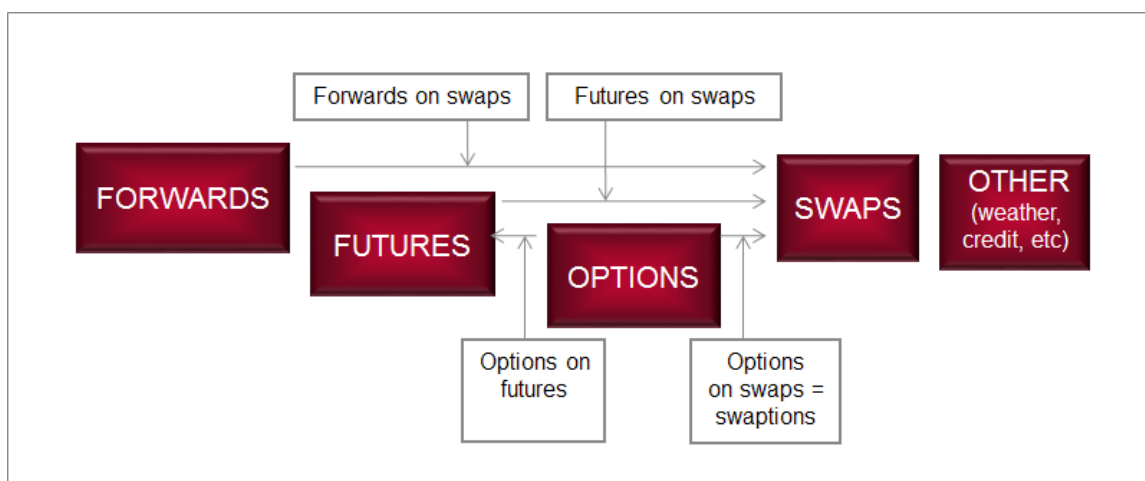 Forwards on swaps
Futures on swaps
FORWARDS
FUTURES
OPTIONS
SWAPS
OTHER
(weather,
credit, etc)
Options on
futures
Options
on swaps =
swaptions